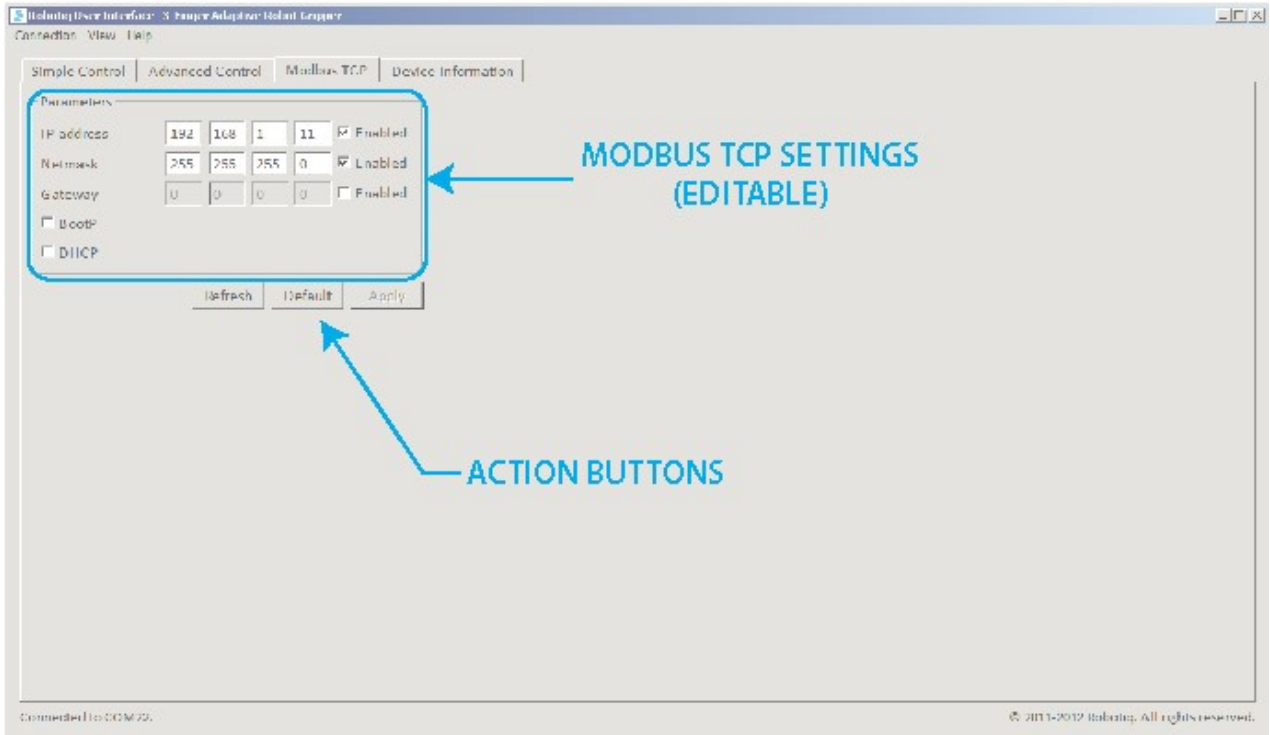 Robotiq User Interface - 3-Finger Adaptive Robot Gripper
Connection View Help
Simple Control Advanced Control Modbus TCP Device Information
Parameters
IP address 192 168 1 11 Enabled
Netmask 255 255 255 0 Enabled
Gateway 0 0 0 0 Enabled
BootP
DHCP
Refresh Default Apply
MODBUS TCP SETTINGS
(EDITABLE)
ACTION BUTTONS
Connected to COM22.
© 2011-2012 Robotiq. All rights reserved.